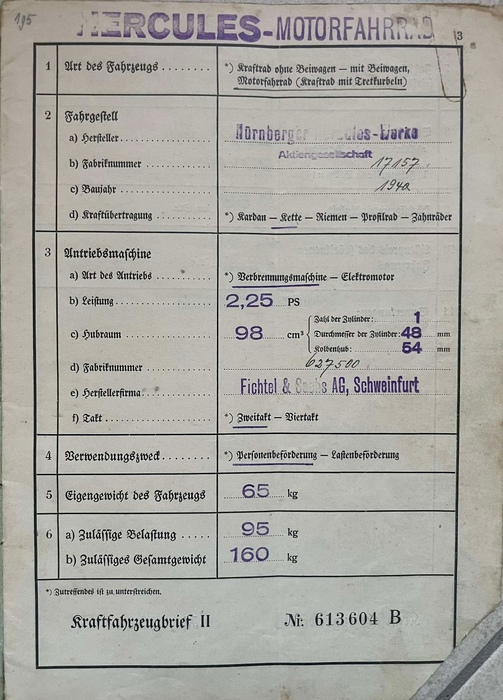 195
HERCULES-MOTORFAHRRAD 3
1 Art des Fahrzeugs ........ *) Kraftrad ohne Beiwagen — mit Beiwagen,
Motorfahrrad (Kraftrad mit Tretkurbeln)
2 Fahrgestell
a) Hersteller Nürnberger Hercules-Werke
Aktiengesellschaft
b) Fabriknummer 17157
c) Baujahr 1940
d) Kraftübertragung *) Kardan — Kette — Riemen — Profilrad — Zahnräder
3 Antriebsmaschine
a) Art des Antriebs *) Verbrennungsmaschine — Elektromotor
b) Leistung 2,25 PS
Zahl der Zylinder: 1
c) Hubraum 98 cm³ Durchmesser der Zylinder: 48 mm
Kolbenhub: 54 mm
d) Fabriknummer 627500
e) Herstellerfirma Fichtel & Sachs AG, Schweinfurt
f) Takt *) Zweitakt — Viertakt
4 Verwendungszweck *) Personenbeförderung — Lastenbeförderung
5 Eigengewicht des Fahrzeugs 65 kg
6 a) Zulässige Belastung 95 kg
b) Zulässiges Gesamtgewicht 160 kg
*) Zutreffendes ist zu unterstreichen.
Kraftfahrzeugbrief II Nr. 613604 B